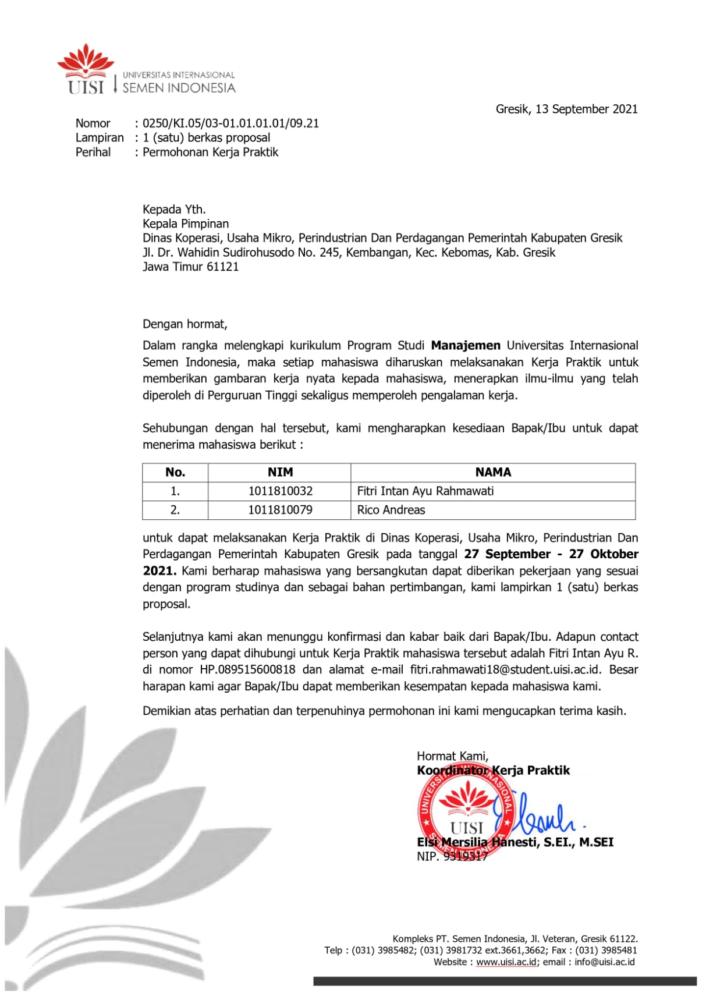 UISI
UNIVERSITAS INTERNASIONAL
SEMEN INDONESIA
Gresik, 13 September 2021
Nomor : 0250/KI.05/03-01.01.01.01/09.21
Lampiran : 1 (satu) berkas proposal
Perihal : Permohonan Kerja Praktik
Kepada Yth.
Kepala Pimpinan
Dinas Koperasi, Usaha Mikro, Perindustrian Dan Perdagangan Pemerintah Kabupaten Gresik
Jl. Dr. Wahidin Sudirohusodo No. 245, Kembangan, Kec. Kebomas, Kab. Gresik
Jawa Timur 61121
Dengan hormat,
Dalam rangka melengkapi kurikulum Program Studi Manajemen Universitas Internasional
Semen Indonesia, maka setiap mahasiswa diharuskan melaksanakan Kerja Praktik untuk
memberikan gambaran kerja nyata kepada mahasiswa, menerapkan ilmu-ilmu yang telah
diperoleh di Perguruan Tinggi sekaligus memperoleh pengalaman kerja.
Sehubungan dengan hal tersebut, kami mengharapkan kesediaan Bapak/Ibu untuk dapat
menerima mahasiswa berikut :
No. NIM NAMA
1. 1011810032 Fitri Intan Ayu Rahmawati
2. 1011810079 Rico Andreas
untuk dapat melaksanakan Kerja Praktik di Dinas Koperasi, Usaha Mikro, Perindustrian Dan
Perdagangan Pemerintah Kabupaten Gresik pada tanggal 27 September - 27 Oktober
2021. Kami berharap mahasiswa yang bersangkutan dapat diberikan pekerjaan yang sesuai
dengan program studinya dan sebagai bahan pertimbangan, kami lampirkan 1 (satu) berkas
proposal.
Selanjutnya kami akan menunggu konfirmasi dan kabar baik dari Bapak/Ibu. Adapun contact
person yang dapat dihubungi untuk Kerja Praktik mahasiswa tersebut adalah Fitri Intan Ayu R.
di nomor HP.089515600818 dan alamat e-mail fitri.rahmawati18@student.uisi.ac.id. Besar
harapan kami agar Bapak/Ibu dapat memberikan kesempatan kepada mahasiswa kami.
Demikian atas perhatian dan terpenuhinya permohonan ini kami mengucapkan terima kasih.
Hormat Kami,
Koordinator Kerja Praktik
UNIVERSITAS INTERNASIONAL
UISI
SEMEN INDONESIA
Elsi Mersilia Hanesti, S.EI., M.SEI
NIP. 9319317
Kompleks PT. Semen Indonesia, Jl. Veteran, Gresik 61122.
Telp : (031) 3985482; (031) 3981732 ext.3661,3662; Fax : (031) 3985481
Website : www.uisi.ac.id; email : info@uisi.ac.id